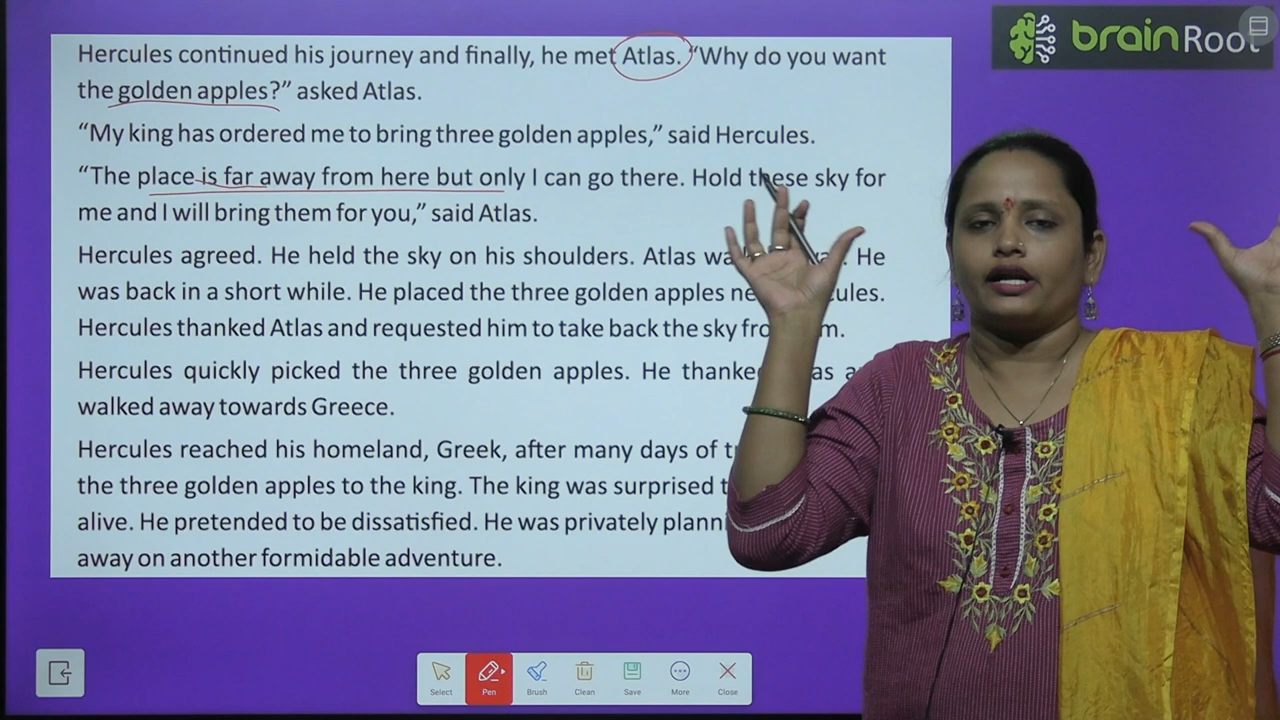 brainRoot
Hercules continued his journey and finally, he met Atlas. “Why do you want
the golden apples?” asked Atlas.
“My king has ordered me to bring three golden apples,” said Hercules.
“The place is far away from here but only I can go there. Hold these sky for
me and I will bring them for you,” said Atlas.
Hercules agreed. He held the sky on his shoulders. Atlas He
was back in a short while. He placed the three golden apples
Hercules thanked Atlas and requested him to take back the sky
Hercules quickly picked the three golden apples. He
walked away towards Greece.
Hercules reached his homeland, Greek, after many days of
the three golden apples to the king. The king was surprised
alive. He pretended to be dissatisfied. He was privately
away on another formidable adventure.
Select Pen Brush Clean Save More Close